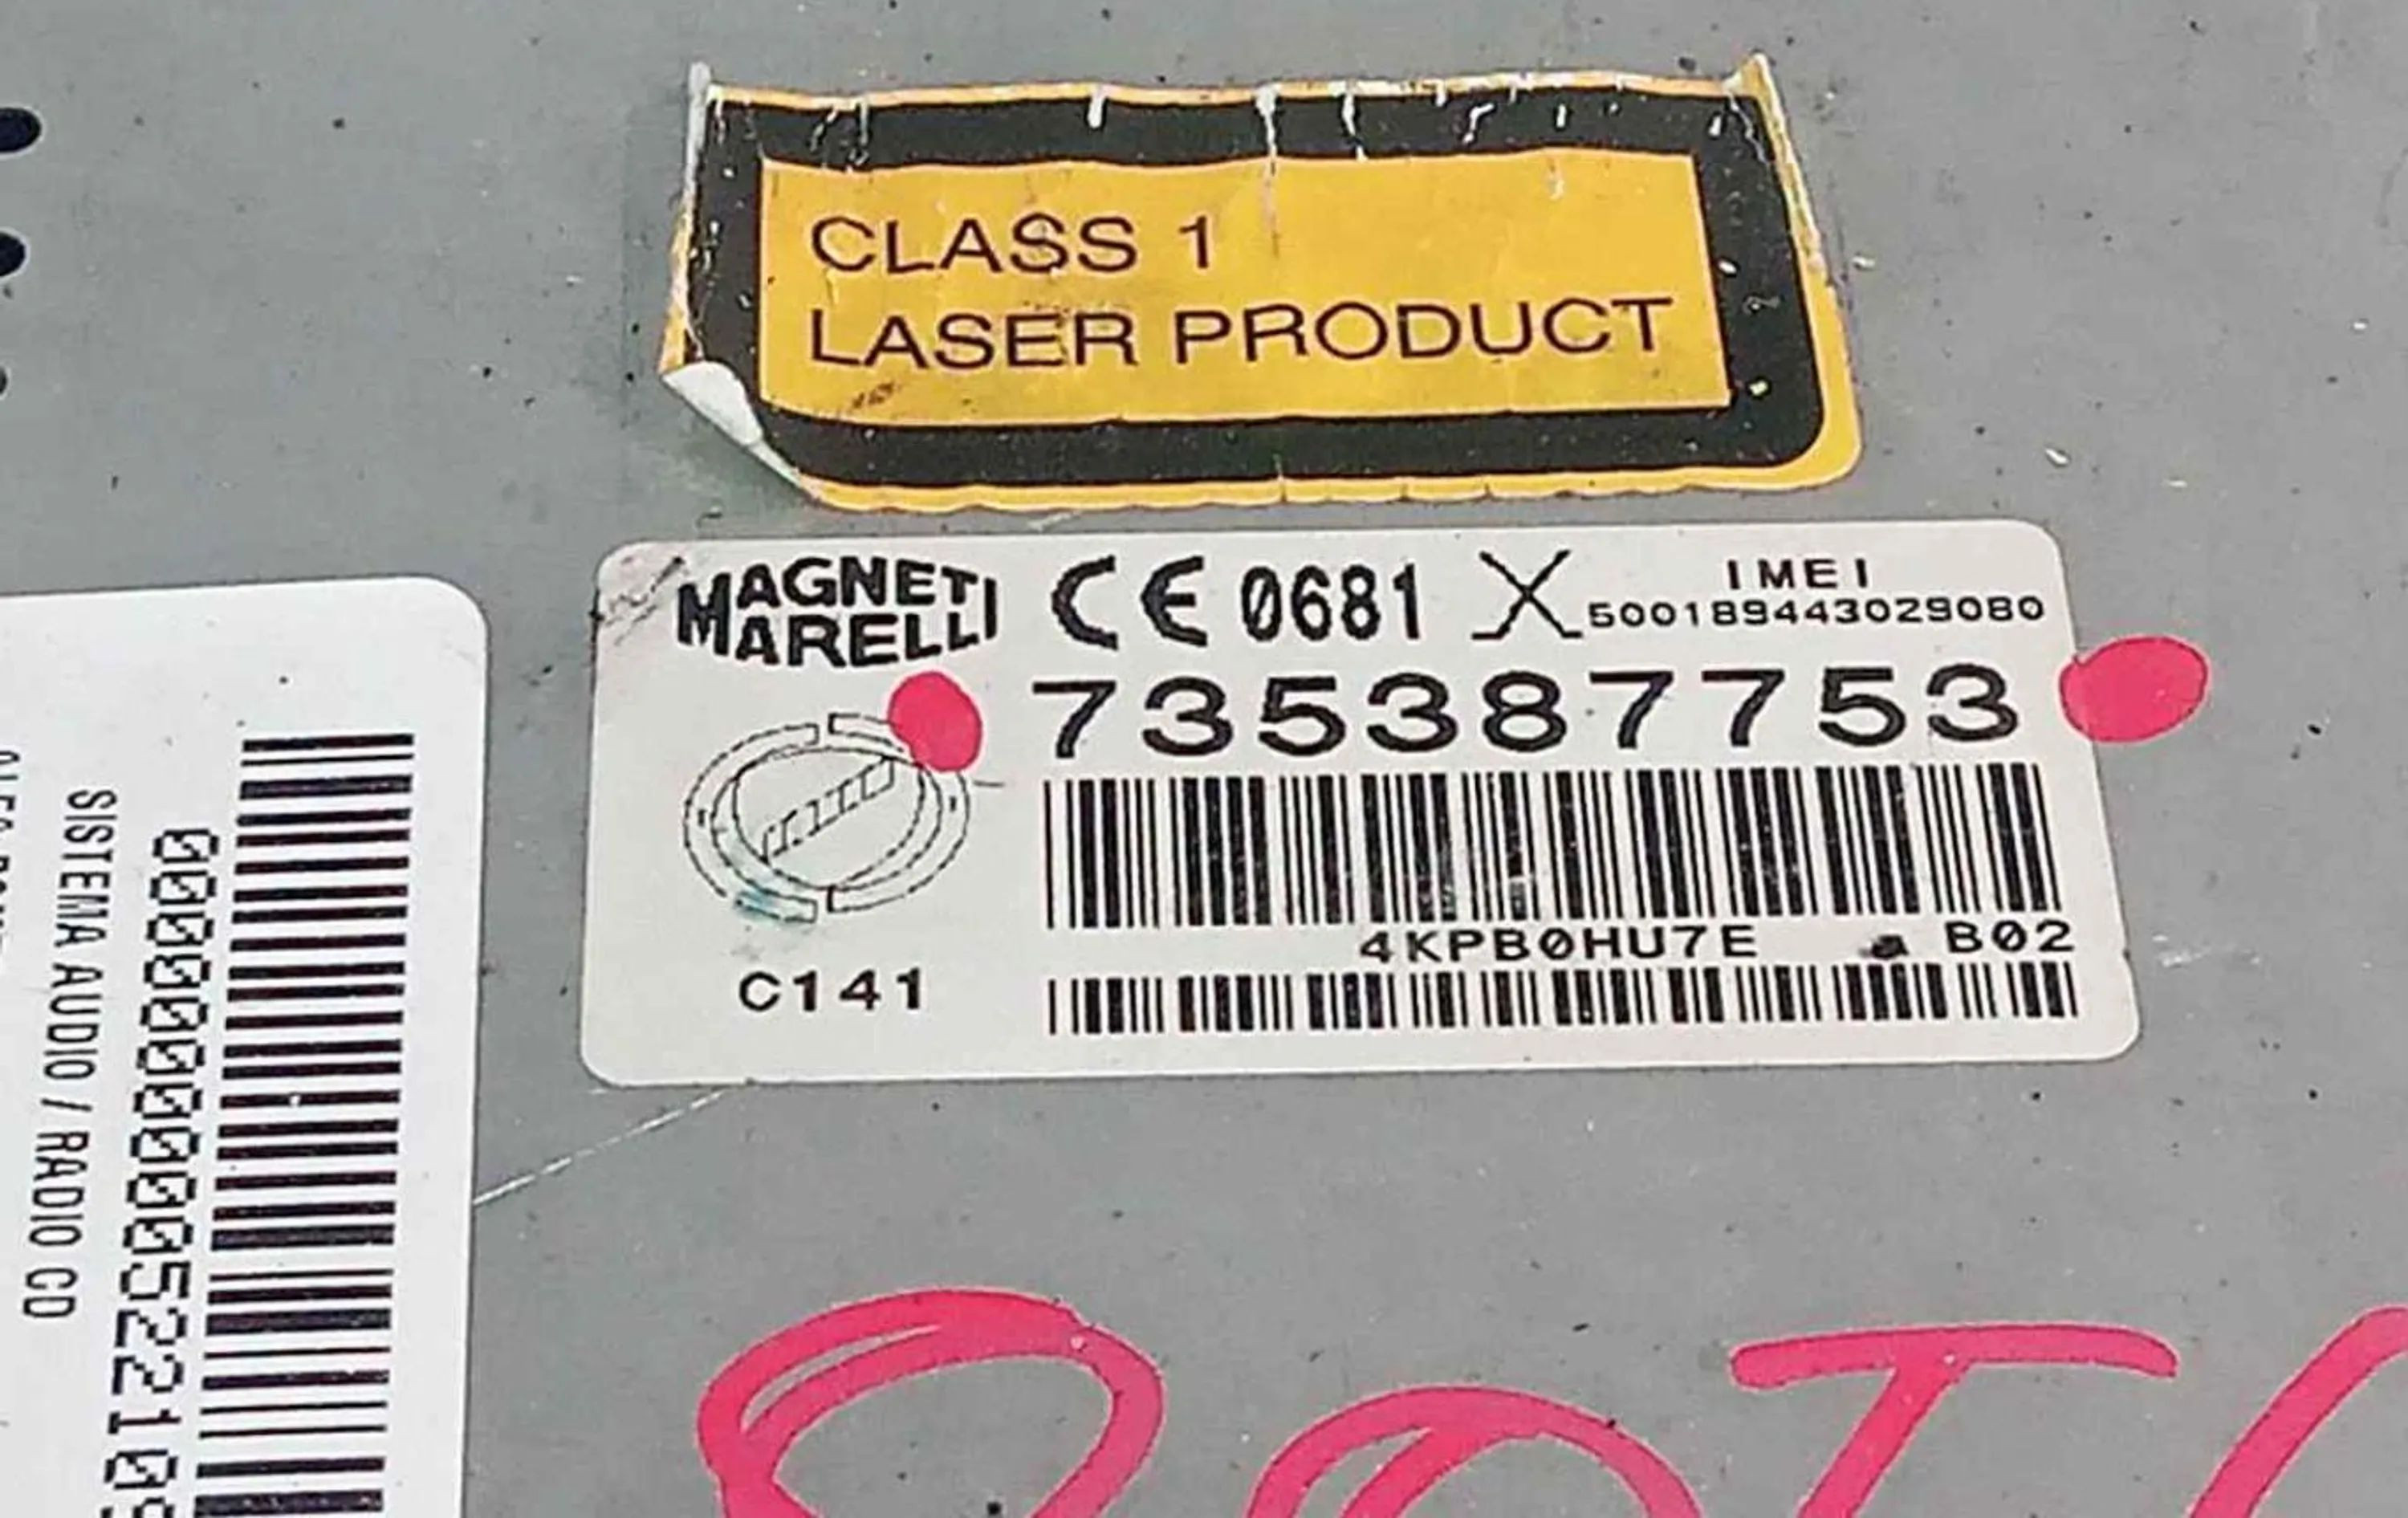 CLASS 1
LASER PRODUCT
MAGNETI
MARELLI
CE 0681
IMEI
500189443029080
735387753
4KPB0HU7E a B02
C141
SISTEMA AUDIO / RADIO CD